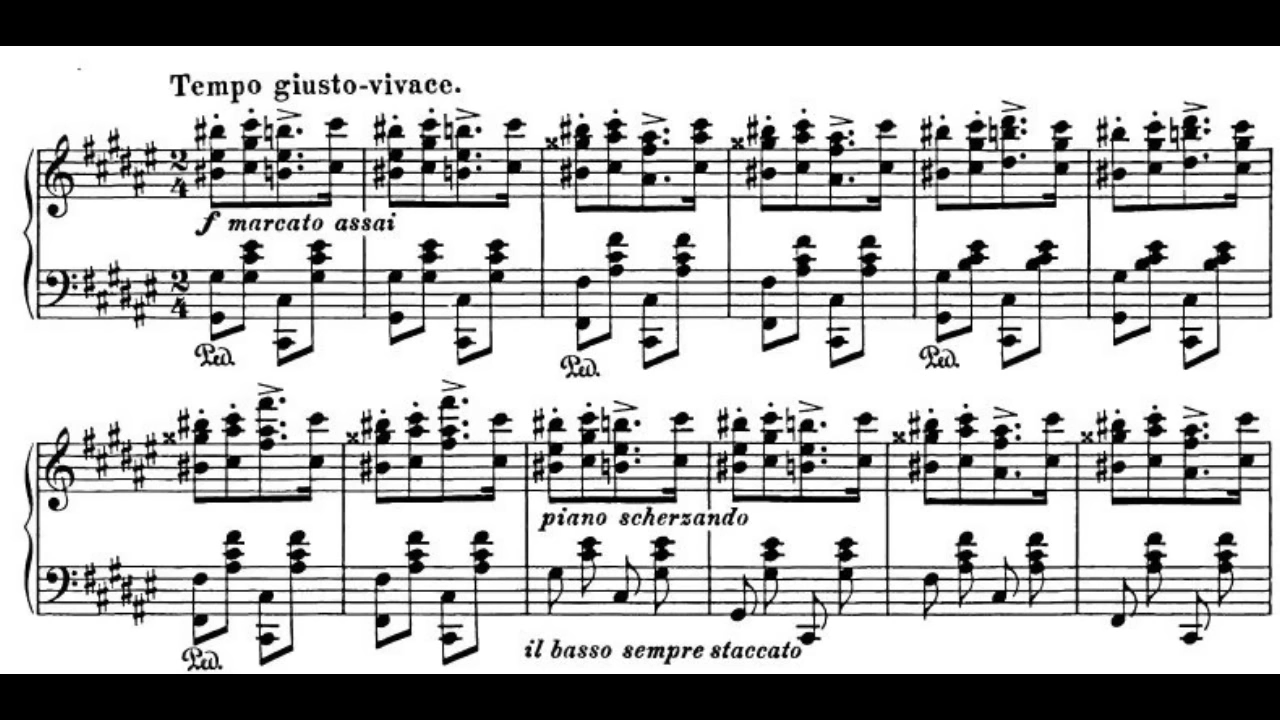 Tempo giusto-vivace.
f marcato assai
Ped. Ped. Ped.
piano scherzando
il basso sempre staccato
Ped.